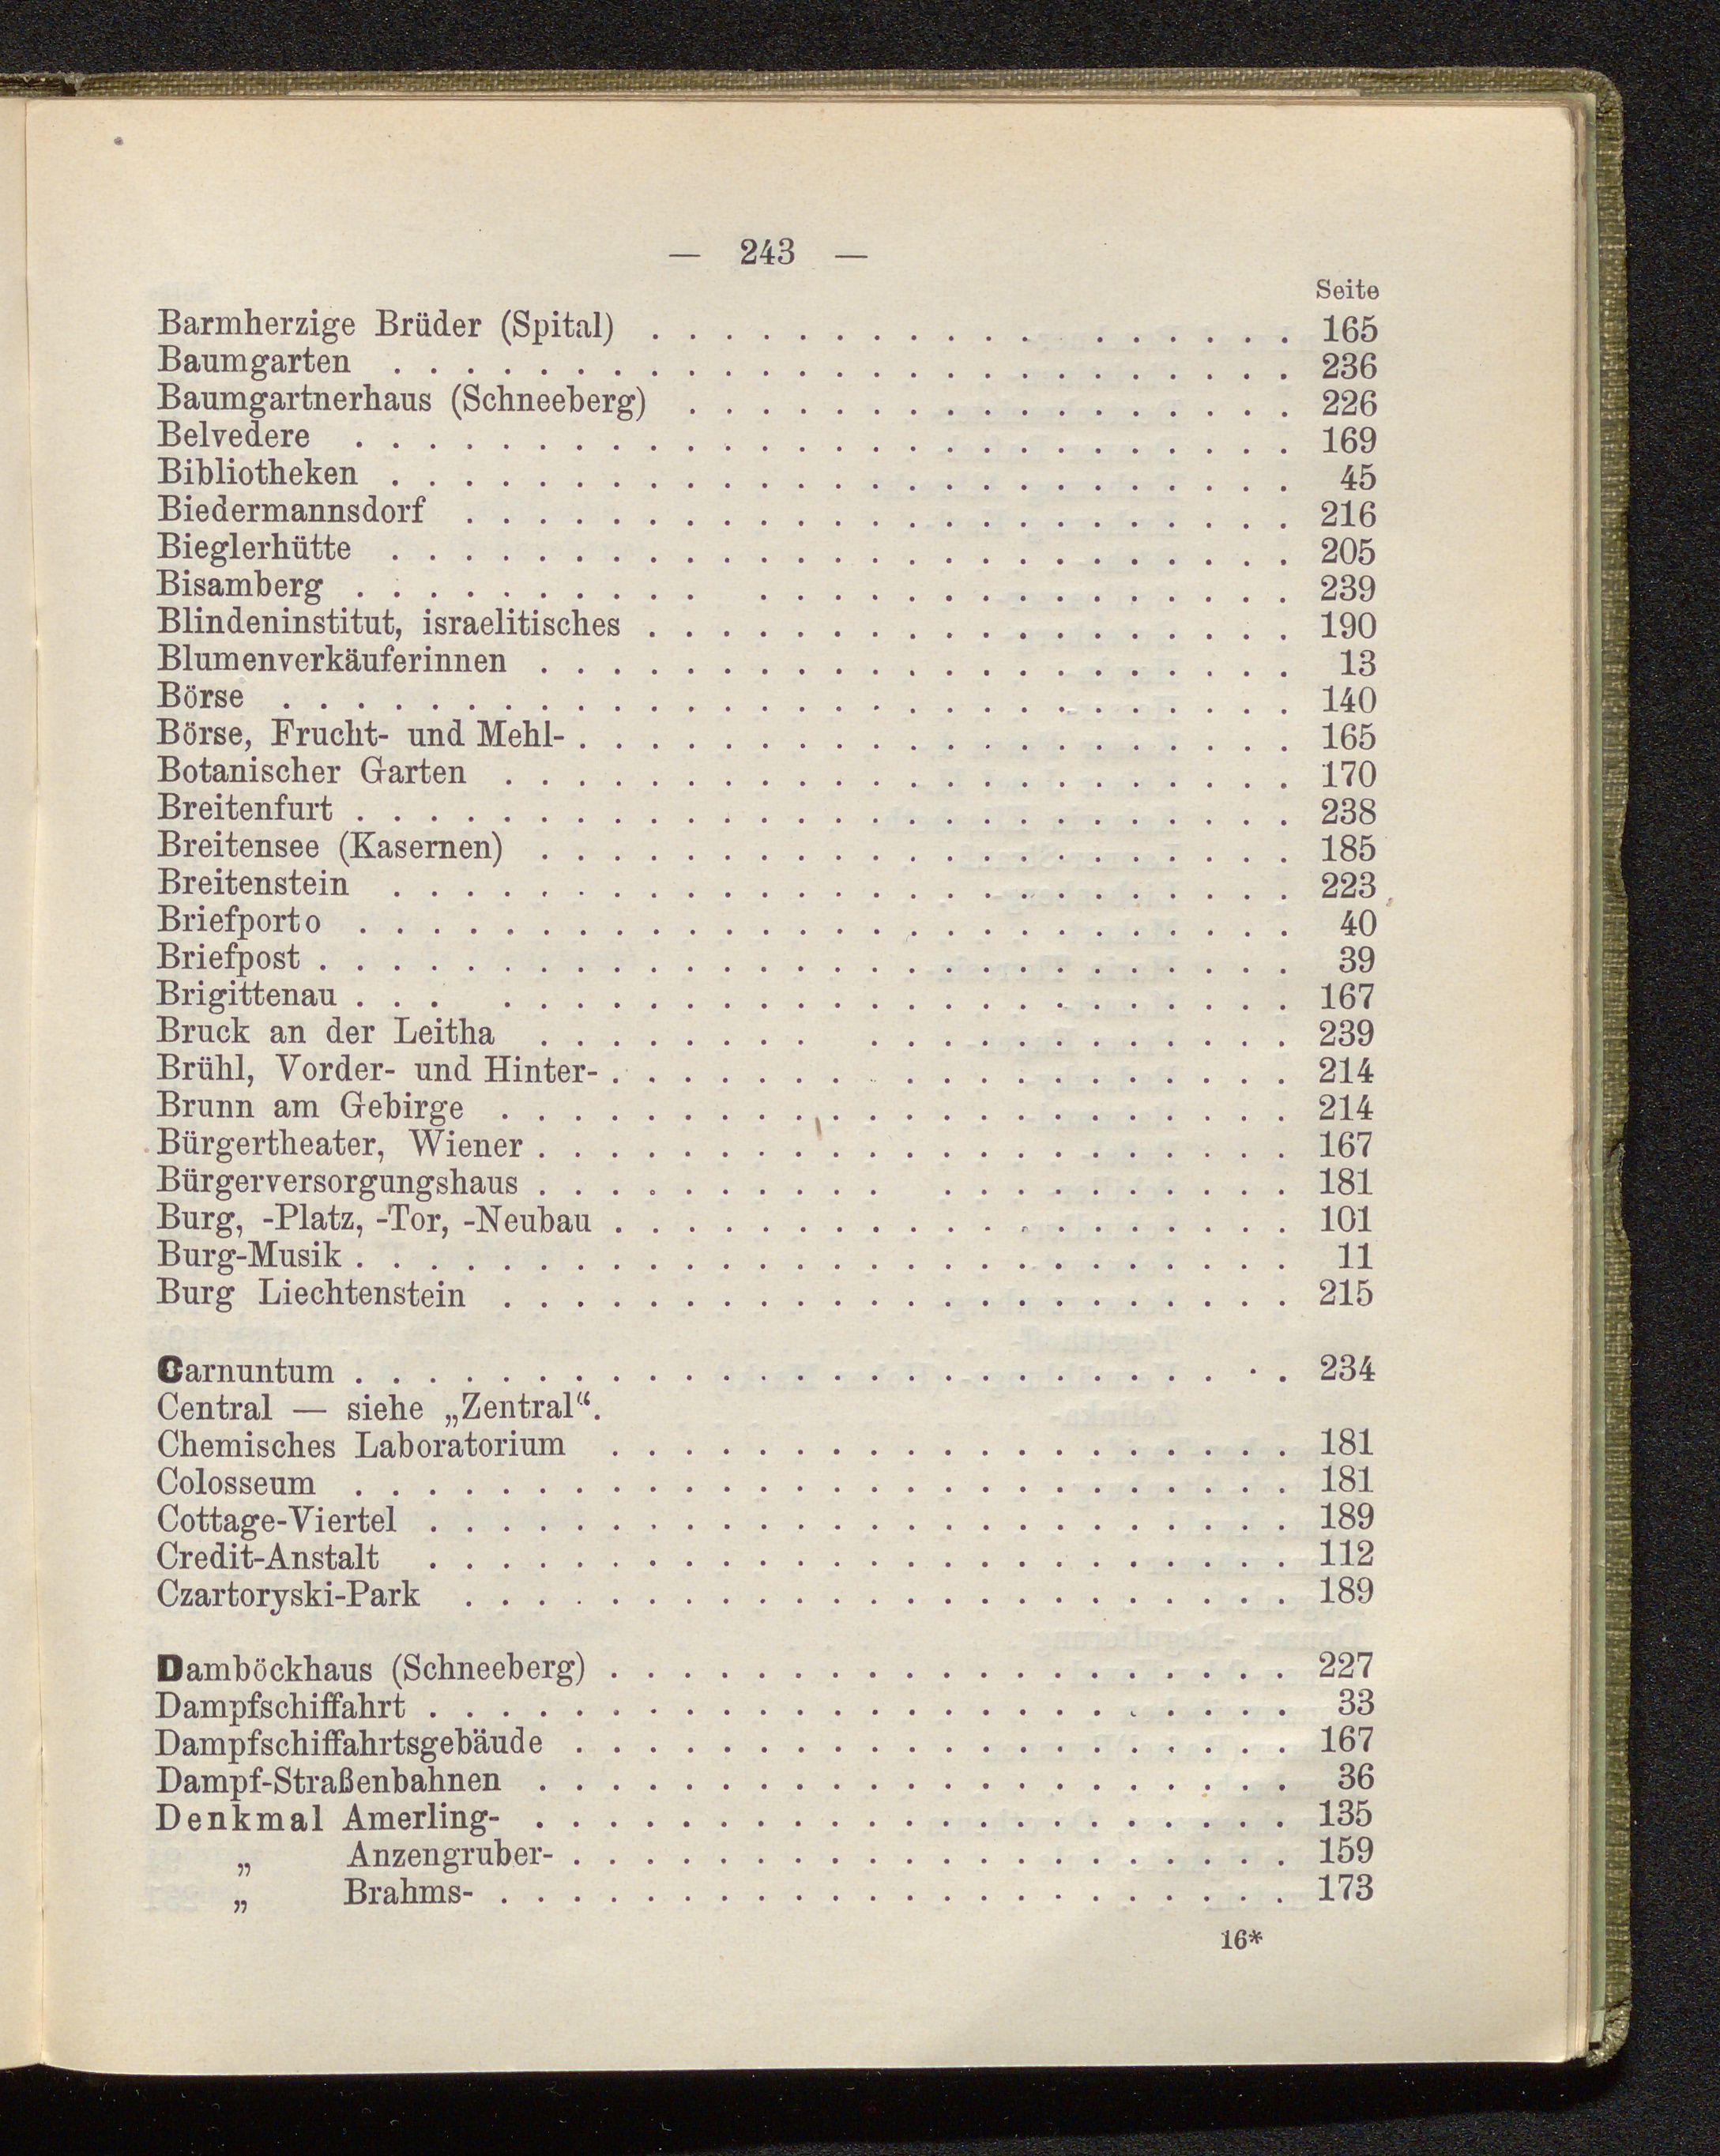 — 243 —
Seite
Barmherzige Brüder (Spital) . . . . . . . . . . . . . . . . . . 165
Baumgarten . . . . . . . . . . . . . . . . . . . . . . . . . 236
Baumgartnerhaus (Schneeberg) . . . . . . . . . . . . . . . . . 226
Belvedere . . . . . . . . . . . . . . . . . . . . . . . . . . 169
Bibliotheken . . . . . . . . . . . . . . . . . . . . . . . . . 45
Biedermannsdorf . . . . . . . . . . . . . . . . . . . . . . . 216
Bieglerhütte . . . . . . . . . . . . . . . . . . . . . . . . . 205
Bisamberg . . . . . . . . . . . . . . . . . . . . . . . . . 239
Blindeninstitut, israelitisches . . . . . . . . . . . . . . . . . . 190
Blumenverkäuferinnen . . . . . . . . . . . . . . . . . . . . . 13
Börse . . . . . . . . . . . . . . . . . . . . . . . . . . . . 140
Börse, Frucht- und Mehl- . . . . . . . . . . . . . . . . . . . . 165
Botanischer Garten . . . . . . . . . . . . . . . . . . . . . . 170
Breitenfurt . . . . . . . . . . . . . . . . . . . . . . . . . . 238
Breitensee (Kasernen) . . . . . . . . . . . . . . . . . . . . . 185
Breitenstein . . . . . . . . . . . . . . . . . . . . . . . . . 223
Briefporto . . . . . . . . . . . . . . . . . . . . . . . . . . 40
Briefpost . . . . . . . . . . . . . . . . . . . . . . . . . . . 39
Brigittenau . . . . . . . . . . . . . . . . . . . . . . . . . 167
Bruck an der Leitha . . . . . . . . . . . . . . . . . . . . 239
Brühl, Vorder- und Hinter- . . . . . . . . . . . . . . . . . . . 214
Brunn am Gebirge . . . . . . . . . . . . . . . . . . . . . . 214
Bürgertheater, Wiener . . . . . . . . . . . . . . . . . . . . . 167
Bürgerversorgungshaus . . . . . . . . . . . . . . . . . . . . 181
Burg, -Platz, -Tor, -Neubau . . . . . . . . . . . . . . . . . . . 101
Burg-Musik . . . . . . . . . . . . . . . . . . . . . . . . . . 11
Burg Liechtenstein . . . . . . . . . . . . . . . . . . . . . . 215
Carnuntum . . . . . . . . . . . . . . . . . . . . . . . . . . 234
Central — siehe „Zentral“.
Chemisches Laboratorium . . . . . . . . . . . . . . . . . . . 181
Colosseum . . . . . . . . . . . . . . . . . . . . . . . . . . 181
Cottage-Viertel . . . . . . . . . . . . . . . . . . . . . . . . 189
Credit-Anstalt . . . . . . . . . . . . . . . . . . . . . . . . 112
Czartoryski-Park . . . . . . . . . . . . . . . . . . . . . . . 189
Damböckhaus (Schneeberg) . . . . . . . . . . . . . . . . . . . 227
Dampfschiffahrt . . . . . . . . . . . . . . . . . . . . . . . . 33
Dampfschiffahrtsgebäude . . . . . . . . . . . . . . . . . . . . 167
Dampf-Straßenbahnen . . . . . . . . . . . . . . . . . . . . . 36
Denkmal Amerling- . . . . . . . . . . . . . . . . . . . . . 135
„ Anzengruber- . . . . . . . . . . . . . . . . . . . . 159
„ Brahms- . . . . . . . . . . . . . . . . . . . . . . 173
16*